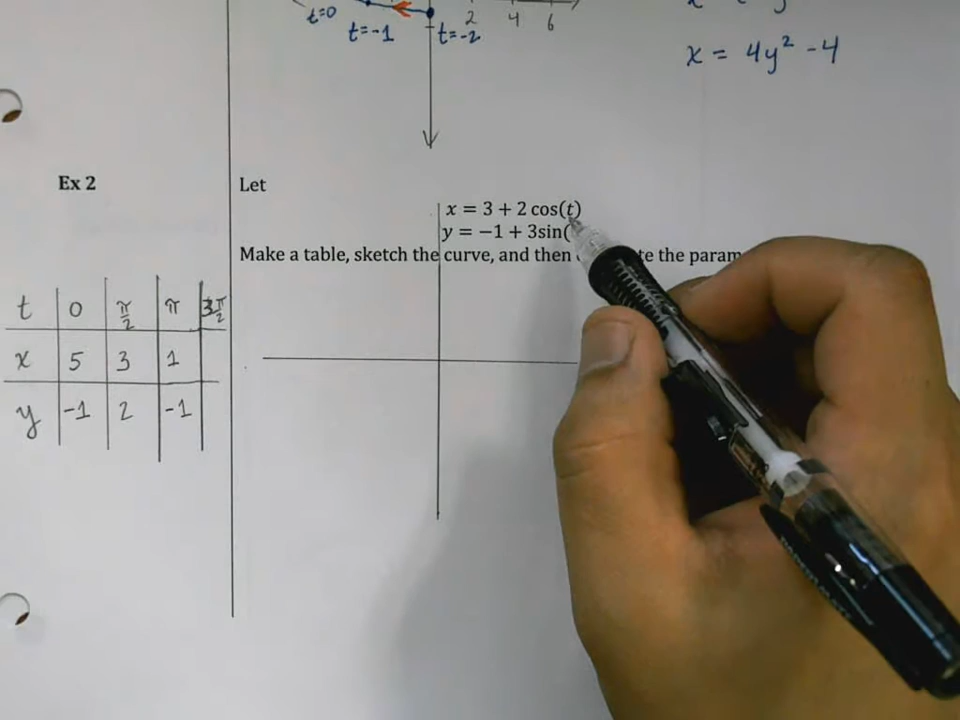 t=0
t=-1
t=-2
2 4 6
x = 4y² - 4
Ex 2
Let
x = 3 + 2 cos(t)
y = −1 + 3sin(
Make a table, sketch the curve, and then te the param
t 0 π/2 π 3π/2
x 5 3 1
y -1 2 -1